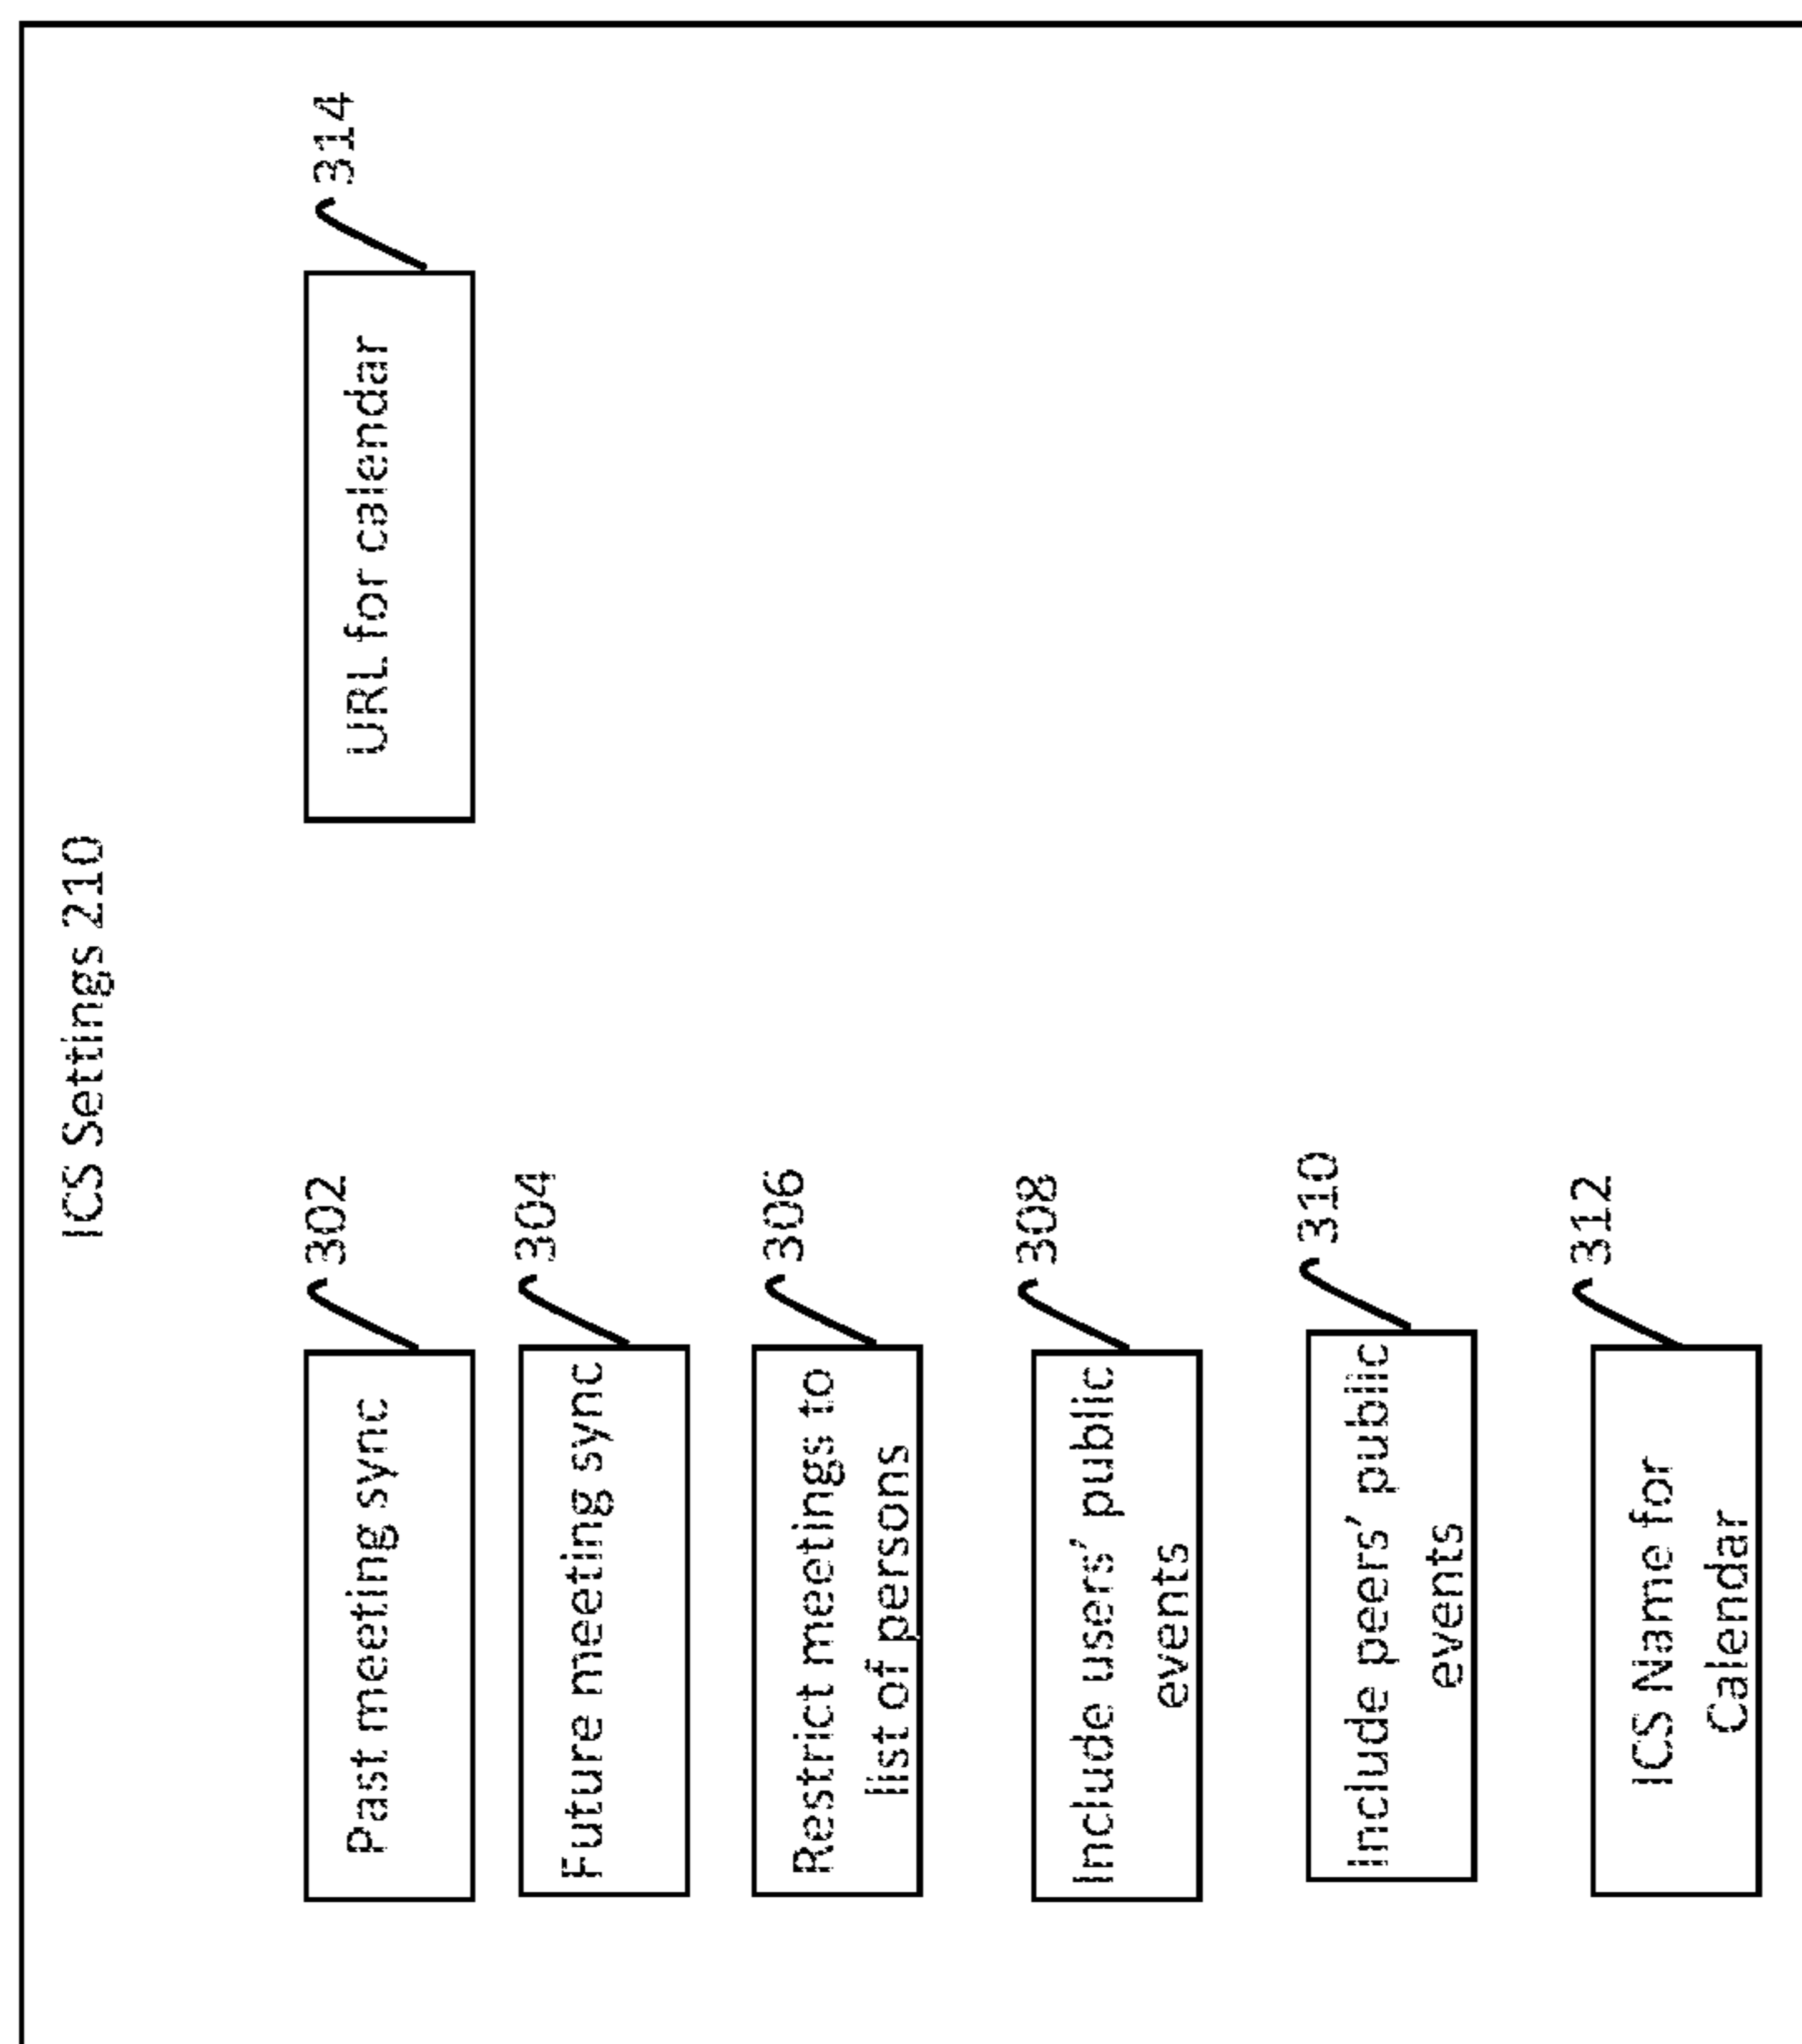 ICS Settings 210
Past meeting sync
302
Future meeting sync
304
Restrict meetings to
list of persons
306
Include users' public
events
308
Include peers' public
events
310
ICS Name for
Calendar
312
URL for calendar
314